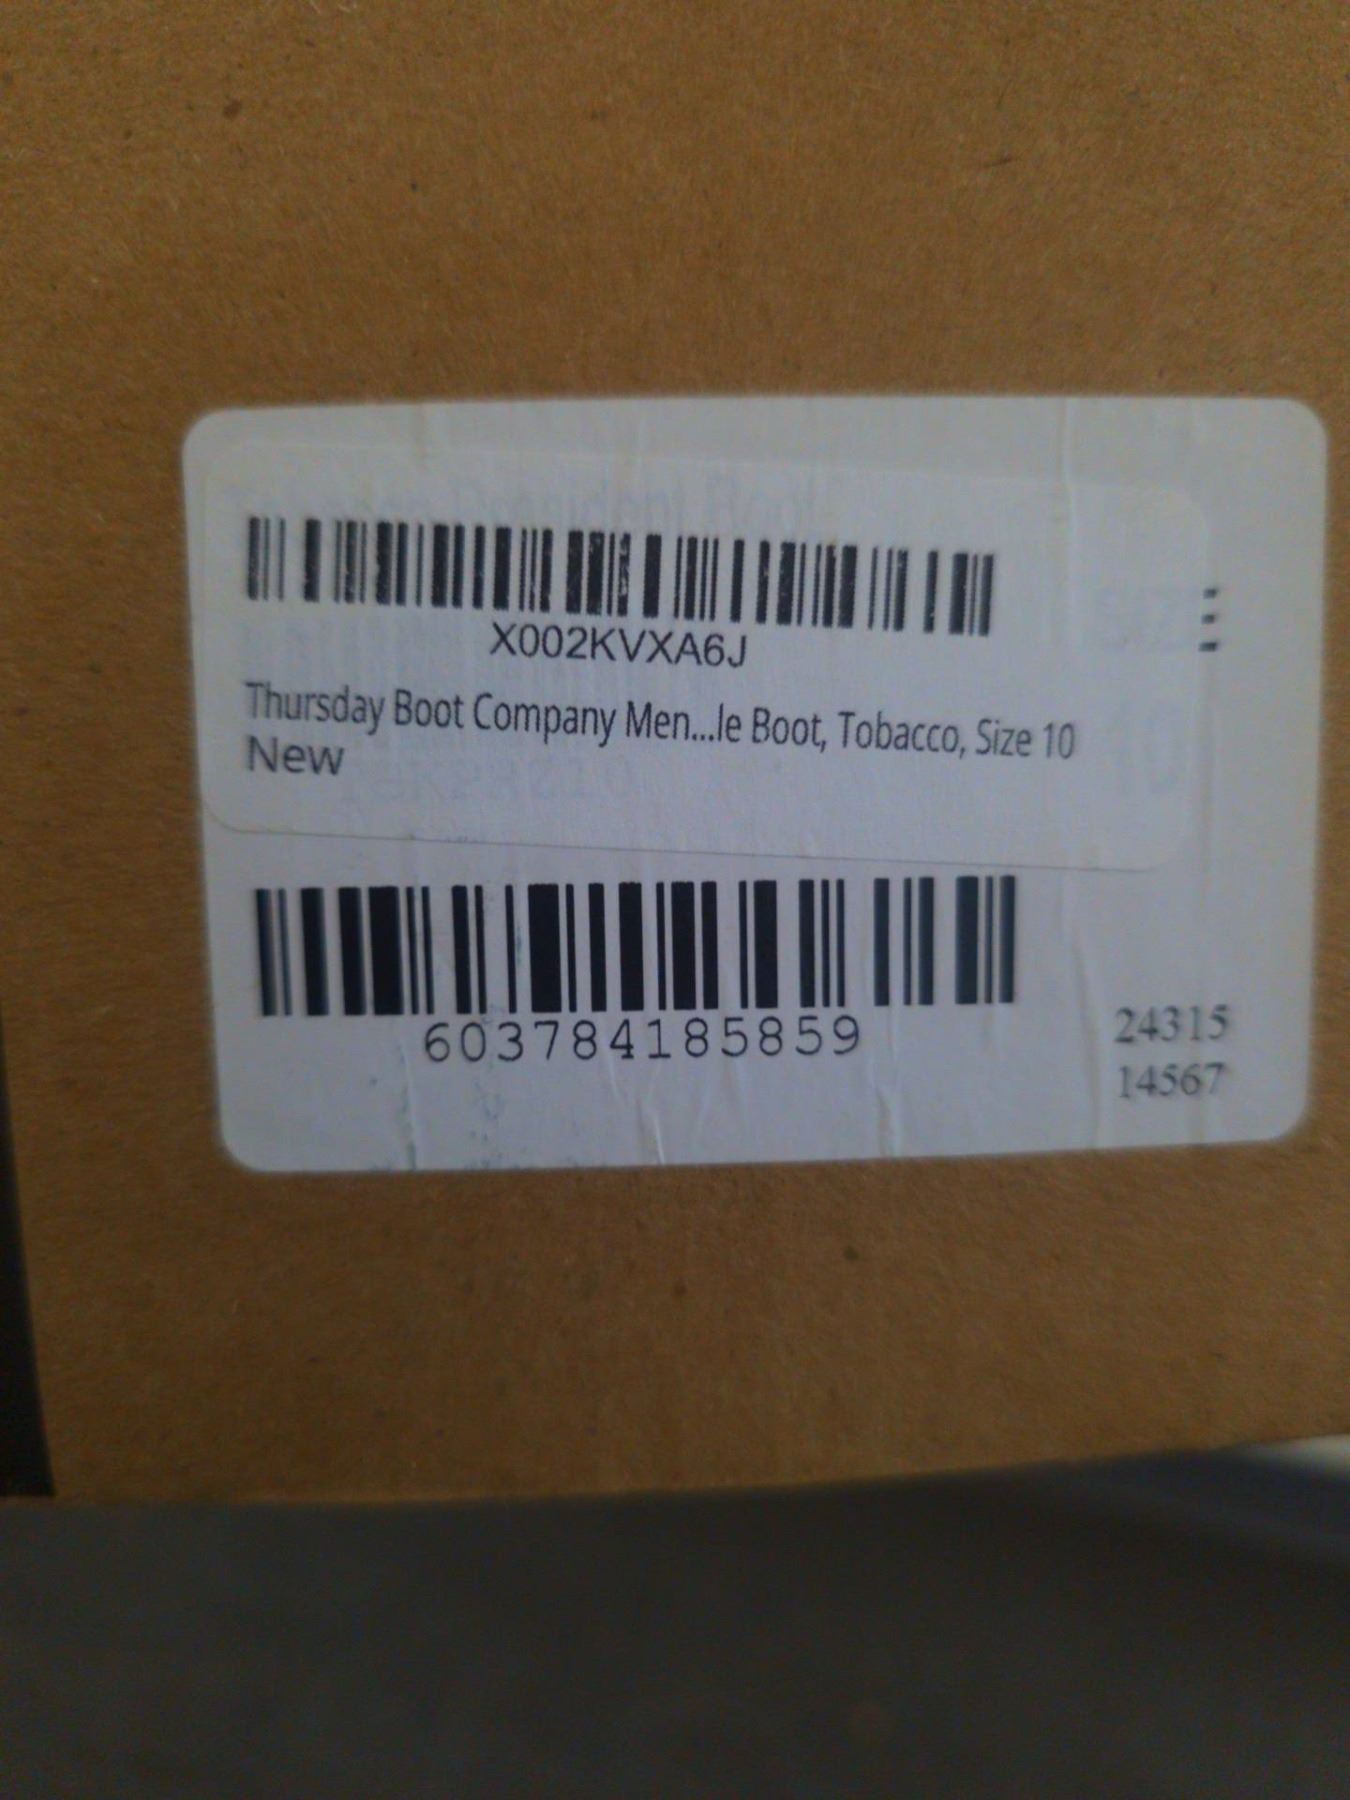 X002KVXA6J
Thursday Boot Company Men...le Boot, Tobacco, Size 10
New
603784185859
24315
14567